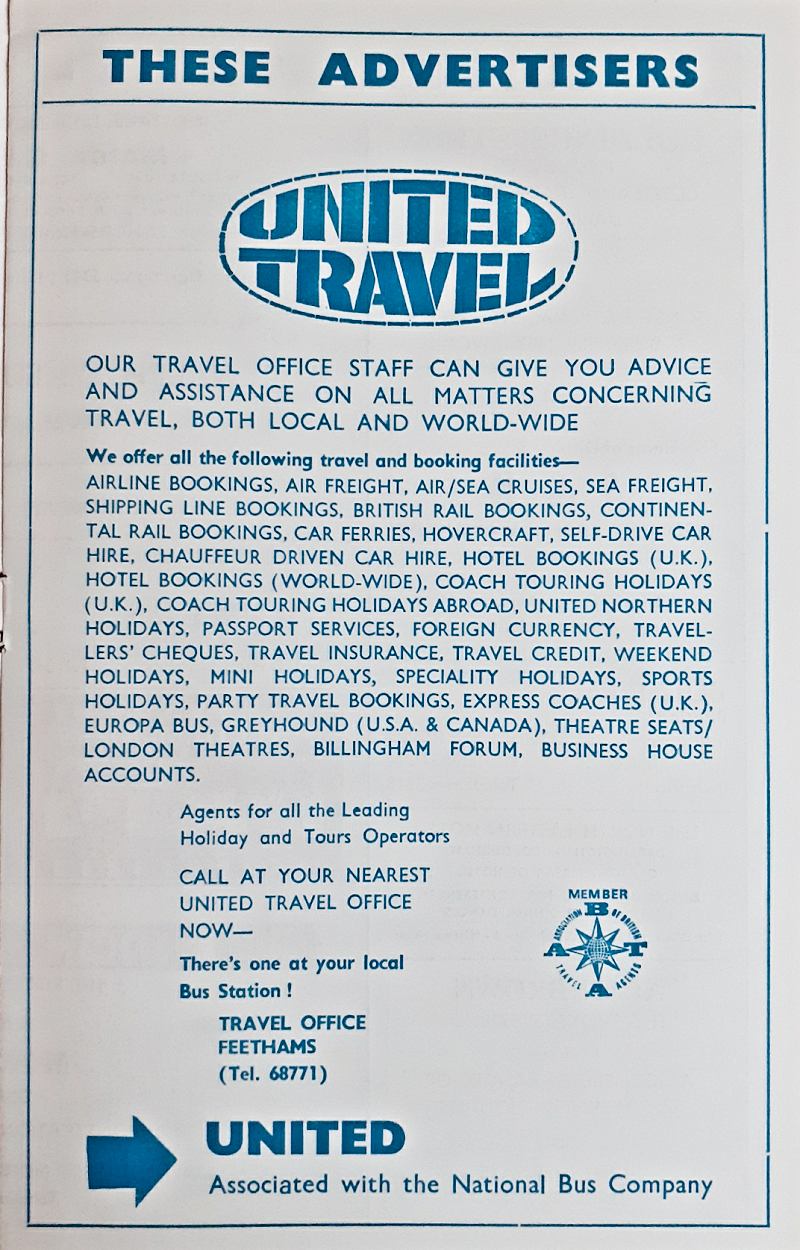 THESE ADVERTISERS
UNITED
TRAVEL
OUR TRAVEL OFFICE STAFF CAN GIVE YOU ADVICE
AND ASSISTANCE ON ALL MATTERS CONCERNING
TRAVEL, BOTH LOCAL AND WORLD-WIDE
We offer all the following travel and booking facilities—
AIRLINE BOOKINGS, AIR FREIGHT, AIR/SEA CRUISES, SEA FREIGHT,
SHIPPING LINE BOOKINGS, BRITISH RAIL BOOKINGS, CONTINEN-
TAL RAIL BOOKINGS, CAR FERRIES, HOVERCRAFT, SELF-DRIVE CAR
HIRE, CHAUFFEUR DRIVEN CAR HIRE, HOTEL BOOKINGS (U.K.),
HOTEL BOOKINGS (WORLD-WIDE), COACH TOURING HOLIDAYS
(U.K.), COACH TOURING HOLIDAYS ABROAD, UNITED NORTHERN
HOLIDAYS, PASSPORT SERVICES, FOREIGN CURRENCY, TRAVEL-
LERS' CHEQUES, TRAVEL INSURANCE, TRAVEL CREDIT, WEEKEND
HOLIDAYS, MINI HOLIDAYS, SPECIALITY HOLIDAYS, SPORTS
HOLIDAYS, PARTY TRAVEL BOOKINGS, EXPRESS COACHES (U.K.),
EUROPA BUS, GREYHOUND (U.S.A. & CANADA), THEATRE SEATS/
LONDON THEATRES, BILLINGHAM FORUM, BUSINESS HOUSE
ACCOUNTS.
Agents for all the Leading
Holiday and Tours Operators
CALL AT YOUR NEAREST
UNITED TRAVEL OFFICE
NOW—
There's one at your local
Bus Station !
MEMBER
ABTA
ASSOCIATION OF BRITISH
TRAVEL AGENTS
TRAVEL OFFICE
FEETHAMS
(Tel. 68771)
UNITED
Associated with the National Bus Company